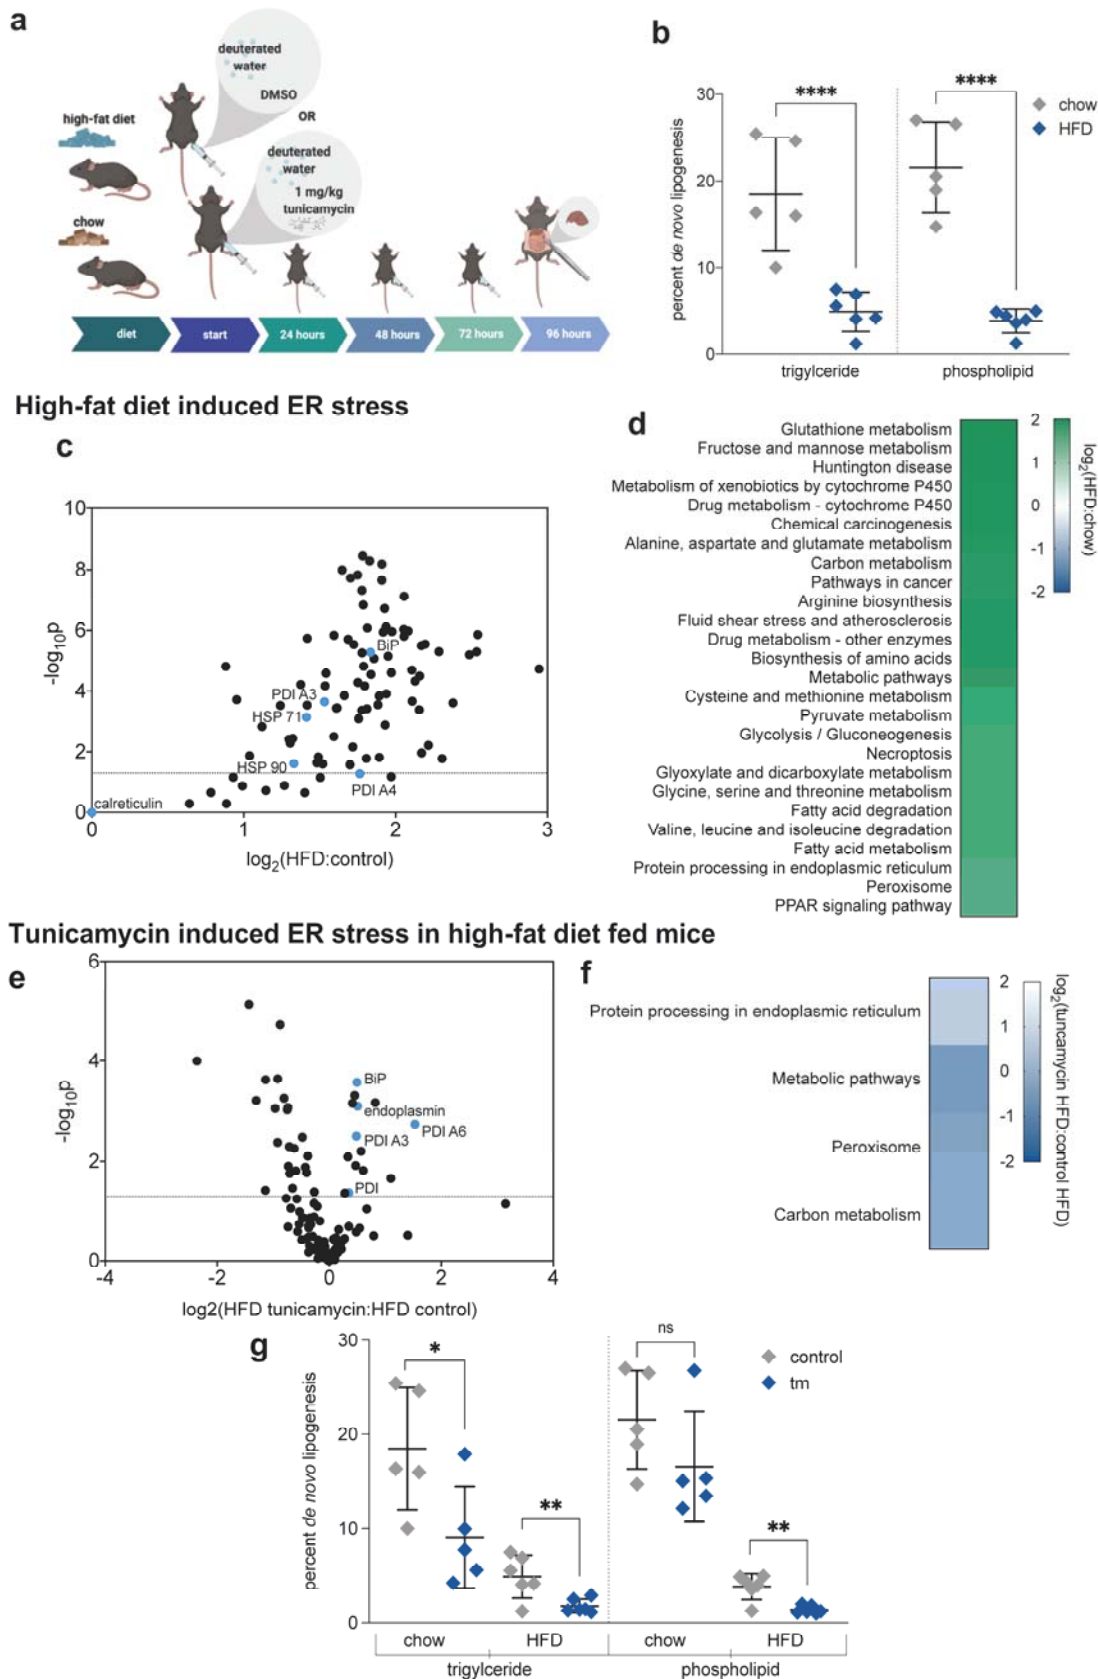 a
deuterated
water
DMSO
OR
high-fat diet
deuterated
water
1 mg/kg
tunicamycin
chow
diet
start
24 hours
48 hours
72 hours
96 hours
b
percent de novo lipogenesis
30
20
10
0
****
****
chow
HFD
trigylceride
phospholipid
High-fat diet induced ER stress
c
-log10p
10
8
6
4
2
0
BiP
PDI A3
HSP 71
HSP 90
PDI A4
calreticulin
0
1
2
3
log2(HFD:control)
d
Glutathione metabolism
Fructose and mannose metabolism
Huntington disease
Metabolism of xenobiotics by cytochrome P450
Drug metabolism - cytochrome P450
Chemical carcinogenesis
Alanine, aspartate and glutamate metabolism
Carbon metabolism
Pathways in cancer
Arginine biosynthesis
Fluid shear stress and atherosclerosis
Drug metabolism - other enzymes
Biosynthesis of amino acids
Metabolic pathways
Cysteine and methionine metabolism
Pyruvate metabolism
Glycolysis / Gluconeogenesis
Necroptosis
Glyoxylate and dicarboxylate metabolism
Glycine, serine and threonine metabolism
Fatty acid degradation
Valine, leucine and isoleucine degradation
Fatty acid metabolism
Protein processing in endoplasmic reticulum
Peroxisome
PPAR signaling pathway
2
1
0
-1
-2
log2(HFD:chow)
Tunicamycin induced ER stress in high-fat diet fed mice
e
-log10p
6
4
2
0
BiP
endoplasmin
PDI A6
PDI A3
PDI
-4
-2
0
2
4
log2(HFD tunicamycin:HFD control)
f
Protein processing in endoplasmic reticulum
Metabolic pathways
Peroxisome
Carbon metabolism
2
1
0
-1
-2
log2(tuncamycin HFD:control HFD)
g
percent de novo lipogenesis
30
20
10
0
*
**
ns
**
control
tm
chow
HFD
chow
HFD
trigylceride
phospholipid